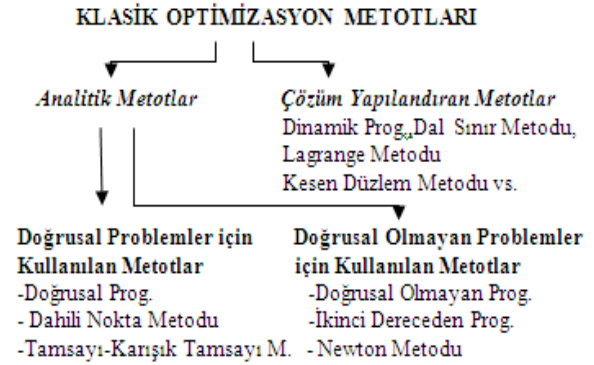 KLASİK OPTİMİZASYON METOTLARI
Analitik Metotlar
Çözüm Yapılandıran Metotlar
Dinamik Prog., Dal Sınır Metodu,
Lagrange Metodu
Kesen Düzlem Metodu vs.
Doğrusal Problemler için
Kullanılan Metotlar
-Doğrusal Prog.
- Dahili Nokta Metodu
-Tamsayı-Karışık Tamsayı M.
Doğrusal Olmayan Problemler
için Kullanılan Metotlar
-Doğrusal Olmayan Prog.
-İkinci Dereceden Prog.
- Newton Metodu